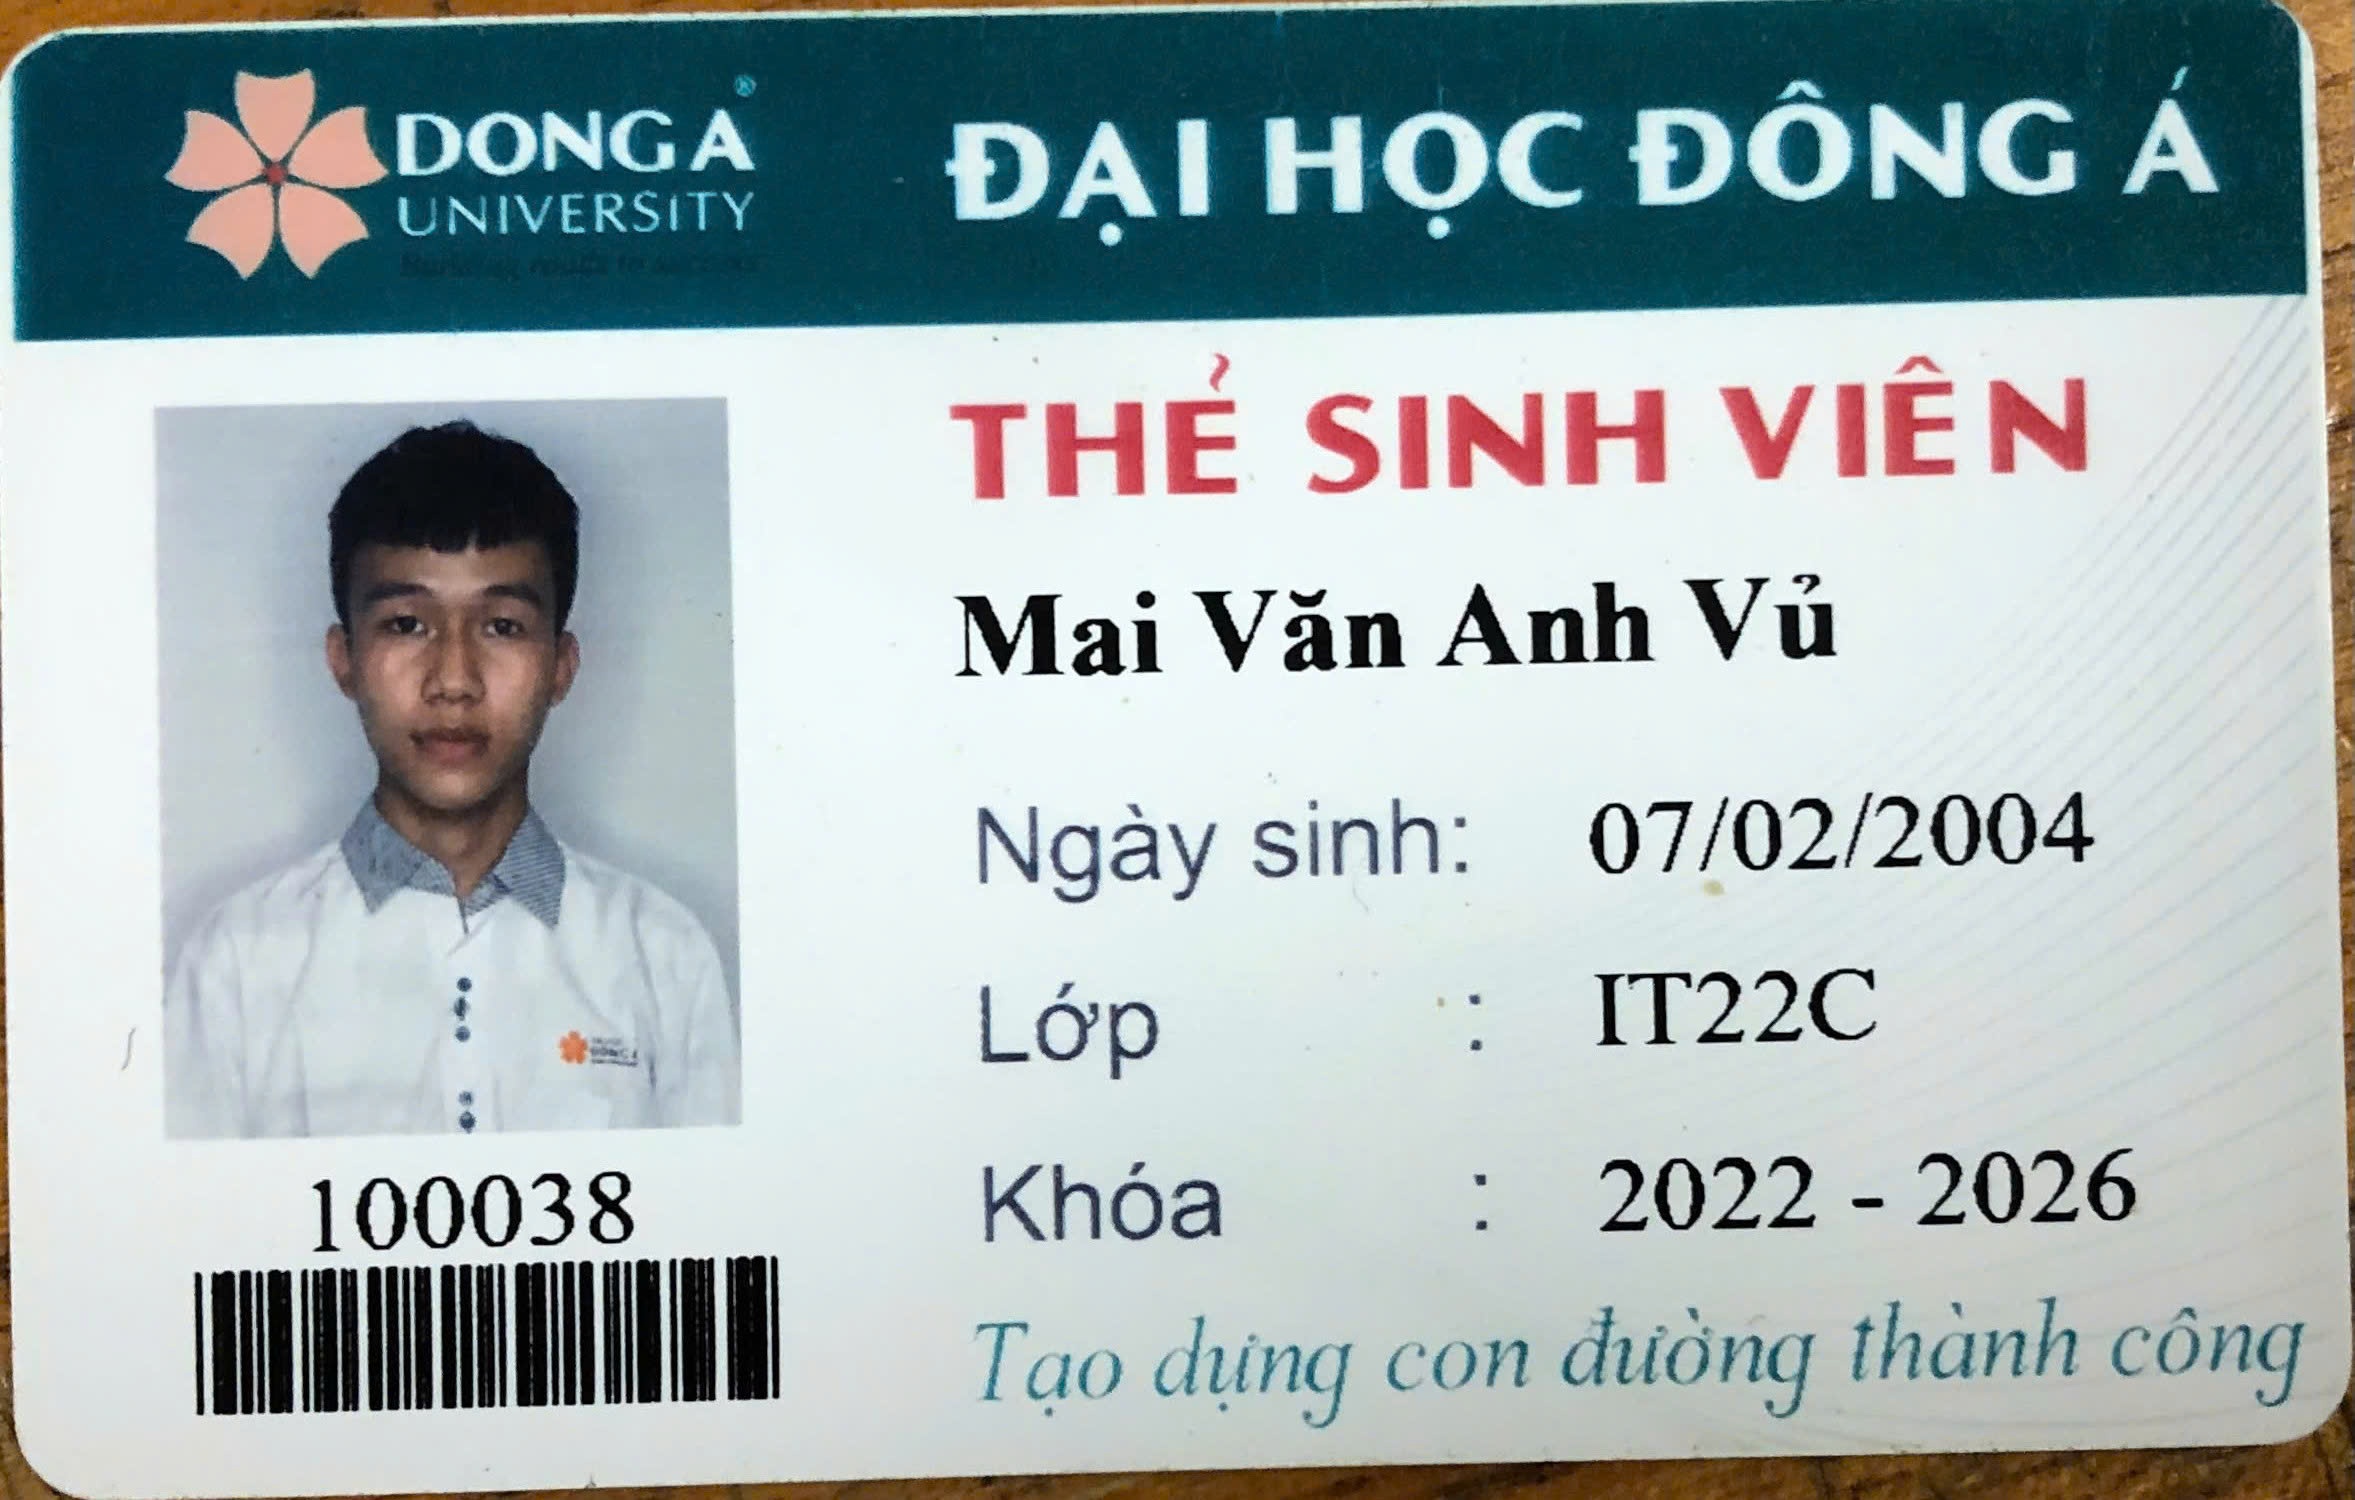 DONG A
UNIVERSITY
ĐẠI HỌC ĐÔNG Á
THẺ SINH VIÊN
Mai Văn Anh Vủ
Ngày sinh: 07/02/2004
Lớp : IT22C
Khóa : 2022 - 2026
100038
Tạo dựng con đường thành công